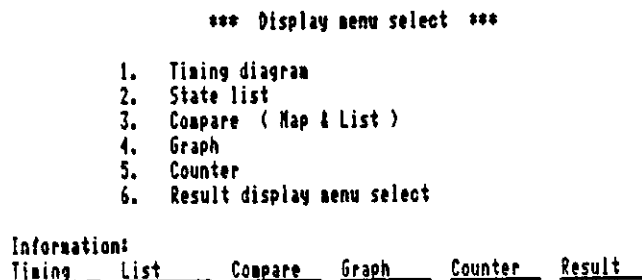 *** Display menu select ***
1. Timing diagram
2. State list
3. Compare ( Map & List )
4. Graph
5. Counter
6. Result display menu select
Information:
Timing List Compare Graph Counter Result